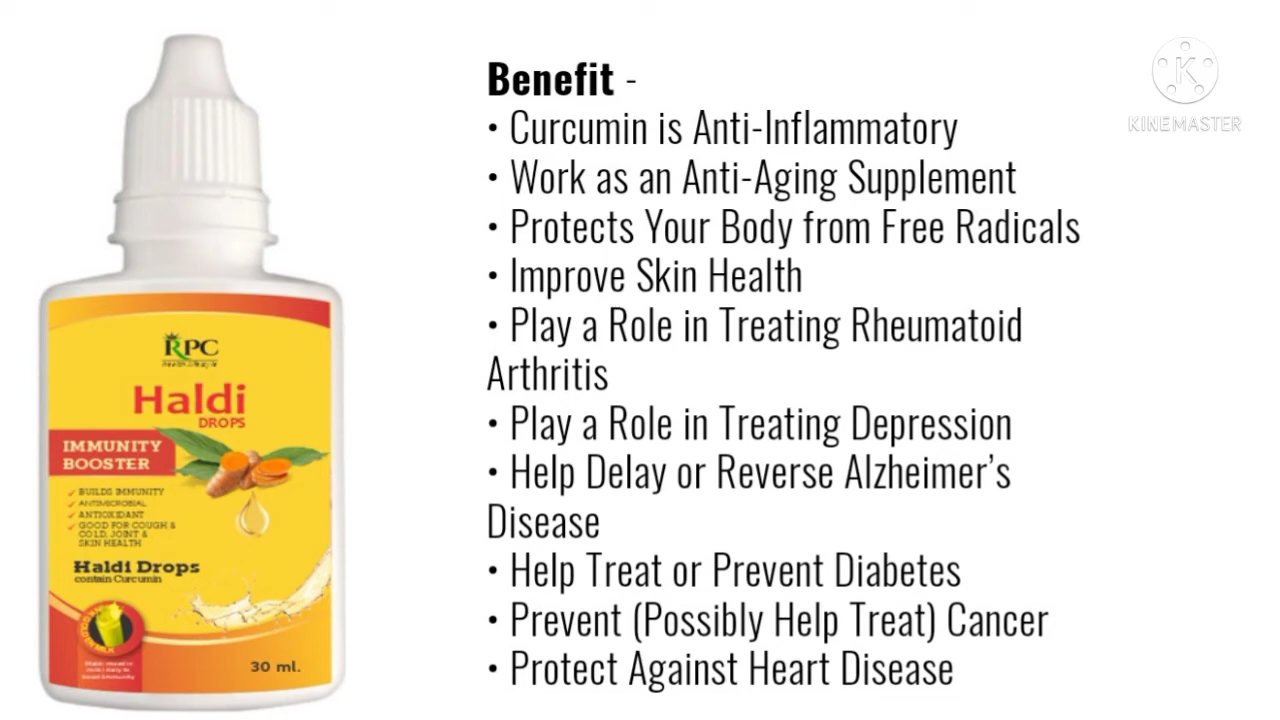 Benefit -
• Curcumin is Anti-Inflammatory
• Work as an Anti-Aging Supplement
• Protects Your Body from Free Radicals
• Improve Skin Health
• Play a Role in Treating Rheumatoid
Arthritis
• Play a Role in Treating Depression
• Help Delay or Reverse Alzheimer's
Disease
• Help Treat or Prevent Diabetes
• Prevent (Possibly Help Treat) Cancer
• Protect Against Heart Disease
K
KINEMASTER
RPC
Haldi
DROPS
IMMUNITY
BOOSTER
✓ BUILDS IMMUNITY
✓ ANTIMICROBIAL
✓ ANTIOXIDANT
✓ GOOD FOR COUGH &
COLD, JOINT &
SKIN HEALTH
Haldi Drops
contain Curcumin
30 ml.